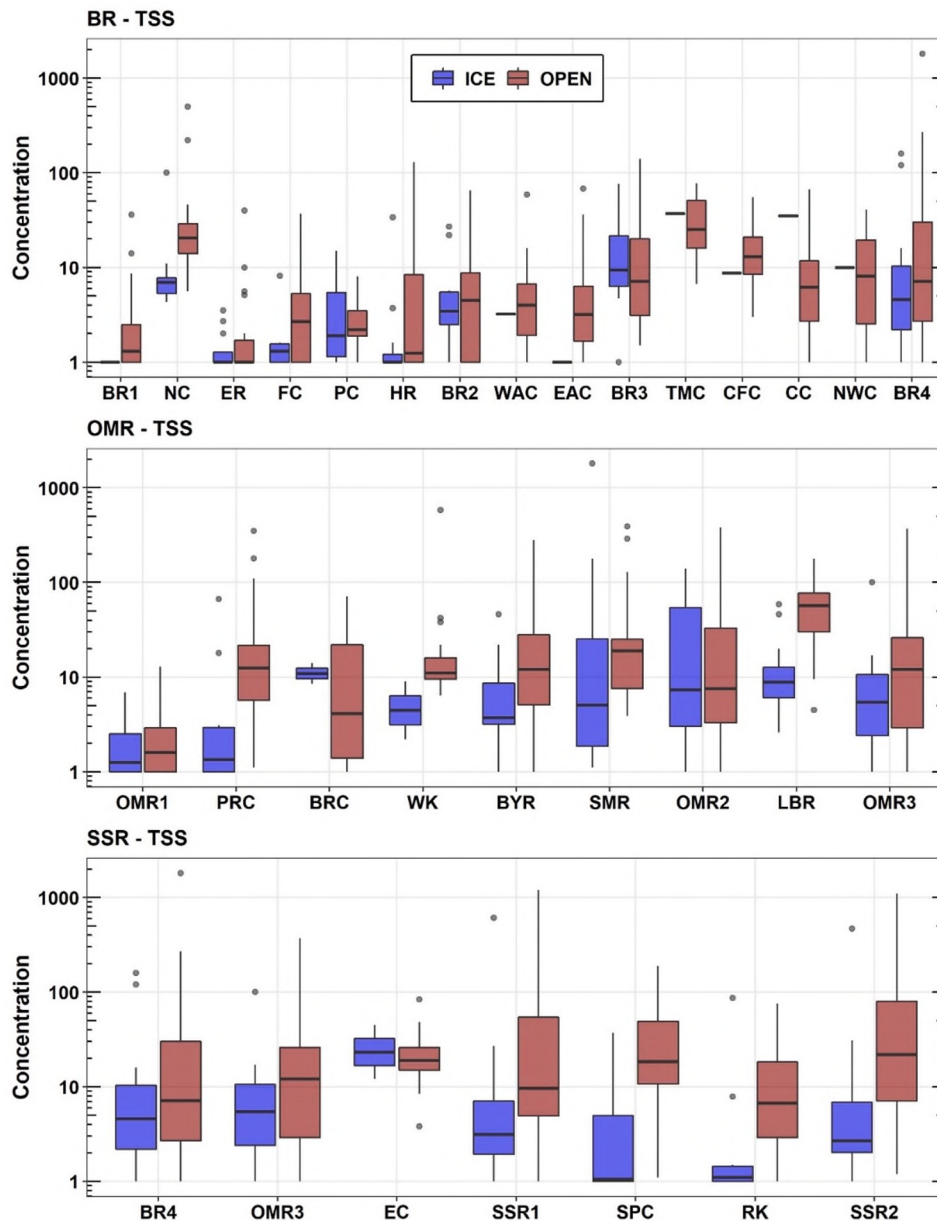 BR - TSS
ICE OPEN
Concentration
1000
100
10
1
BR1 NC ER FC PC HR BR2 WAC EAC BR3 TMC CFC CC NWC BR4
OMR - TSS
Concentration
1000
100
10
1
OMR1 PRC BRC WK BYR SMR OMR2 LBR OMR3
SSR - TSS
Concentration
1000
100
10
1
BR4 OMR3 EC SSR1 SPC RK SSR2